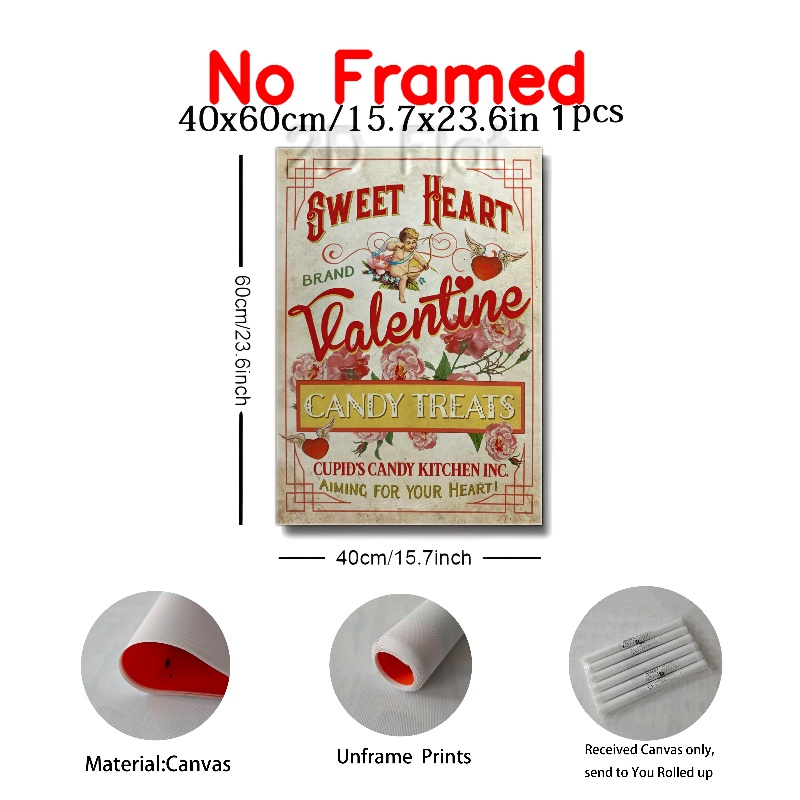 No Framed
40x60cm/15.7x23.6in 1pcs
2D Flat
SWEET HEART
BRAND
Valentine
CANDY TREATS
CUPID'S CANDY KITCHEN INC.
AIMING FOR YOUR HEART!
60cm/23.6inch
40cm/15.7inch
Material:Canvas
Unframe Prints
Received Canvas only,
send to You Rolled up